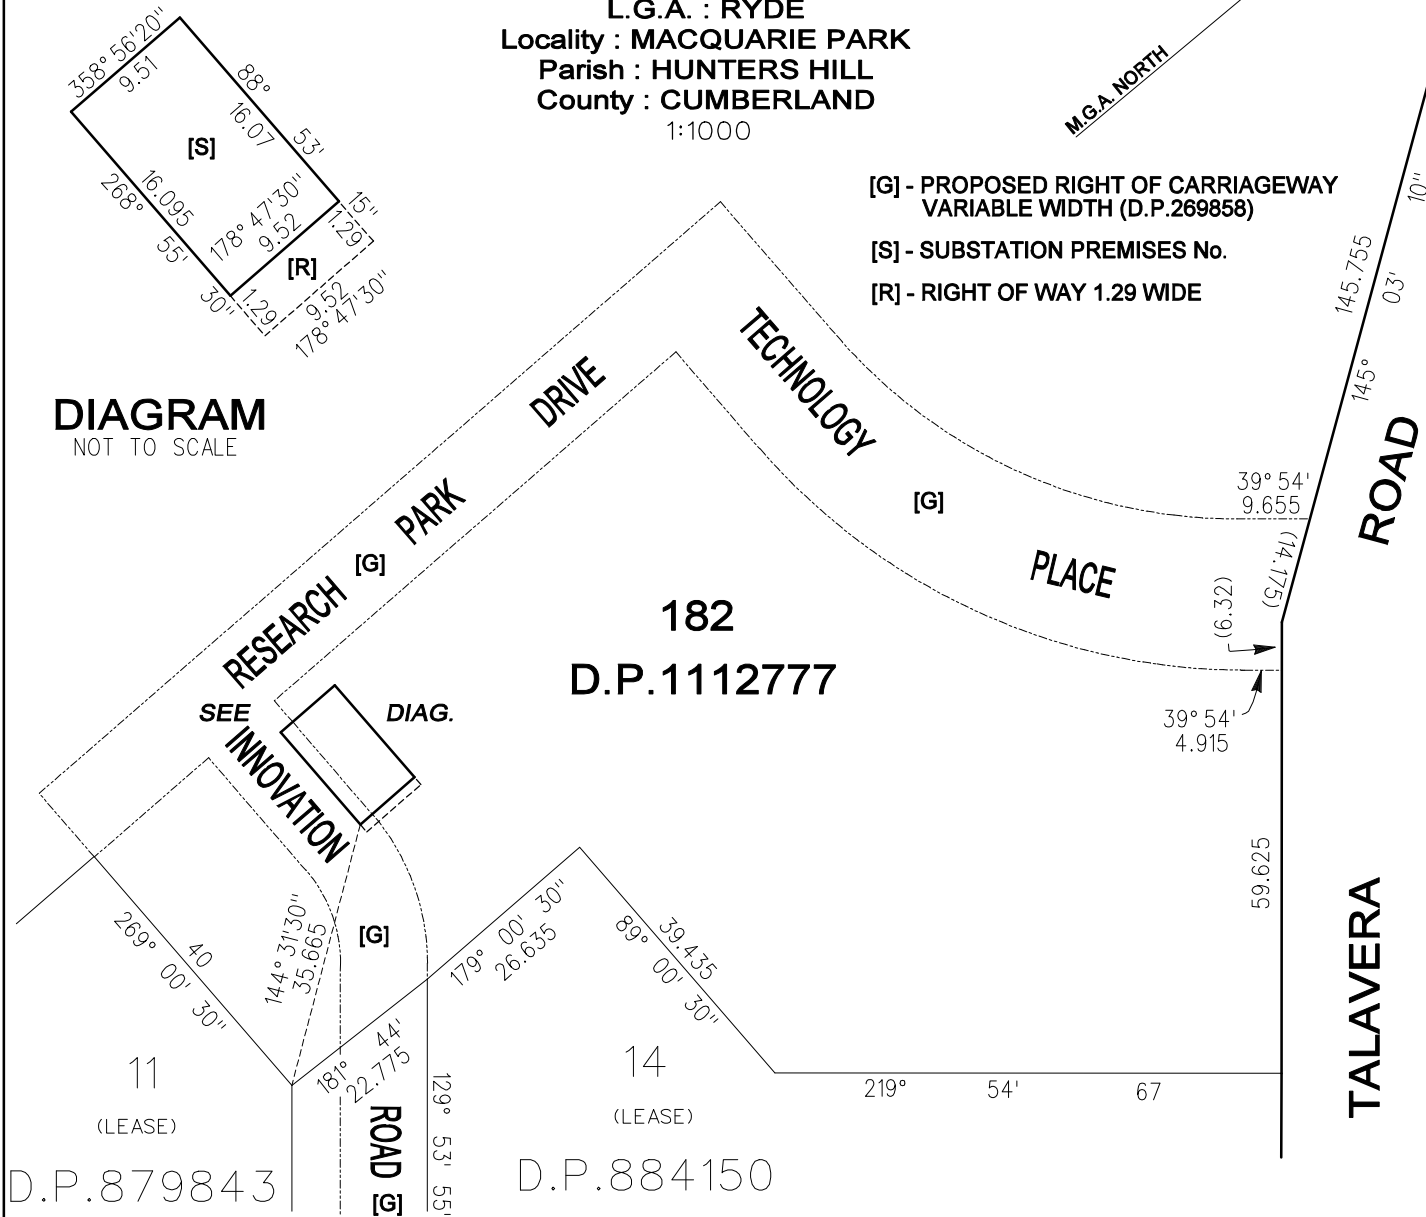 L.G.A. : RYDE
Locality : MACQUARIE PARK
Parish : HUNTERS HILL
County : CUMBERLAND
1:1000
M.G.A. NORTH
358° 56'20"
9.51
88° 53' 15"
16.07
[S]
16.095
268° 55' 30"
178° 47'30"
9.52
1.29
[R]
1.29
9.52
178° 47'30"
DIAGRAM
NOT TO SCALE
[G] - PROPOSED RIGHT OF CARRIAGEWAY
VARIABLE WIDTH (D.P.269858)
[S] - SUBSTATION PREMISES No.
[R] - RIGHT OF WAY 1.29 WIDE
145.755
145° 03' 10"
RESEARCH [G] PARK DRIVE
TECHNOLOGY
[G]
PLACE
39° 54'
9.655
(14.175)
(6.32)
39° 54'
4.915
182
D.P.1112777
SEE DIAG.
INNOVATION
[G]
ROAD [G]
40
269° 00' 30"
144° 31'30"
35.665
179° 00' 30"
26.635
39.435
89° 00' 30"
181° 44'
22.775
129° 53' 55"
219° 54' 67
59.625
TALAVERA ROAD
11
(LEASE)
D.P.879843
14
(LEASE)
D.P.884150